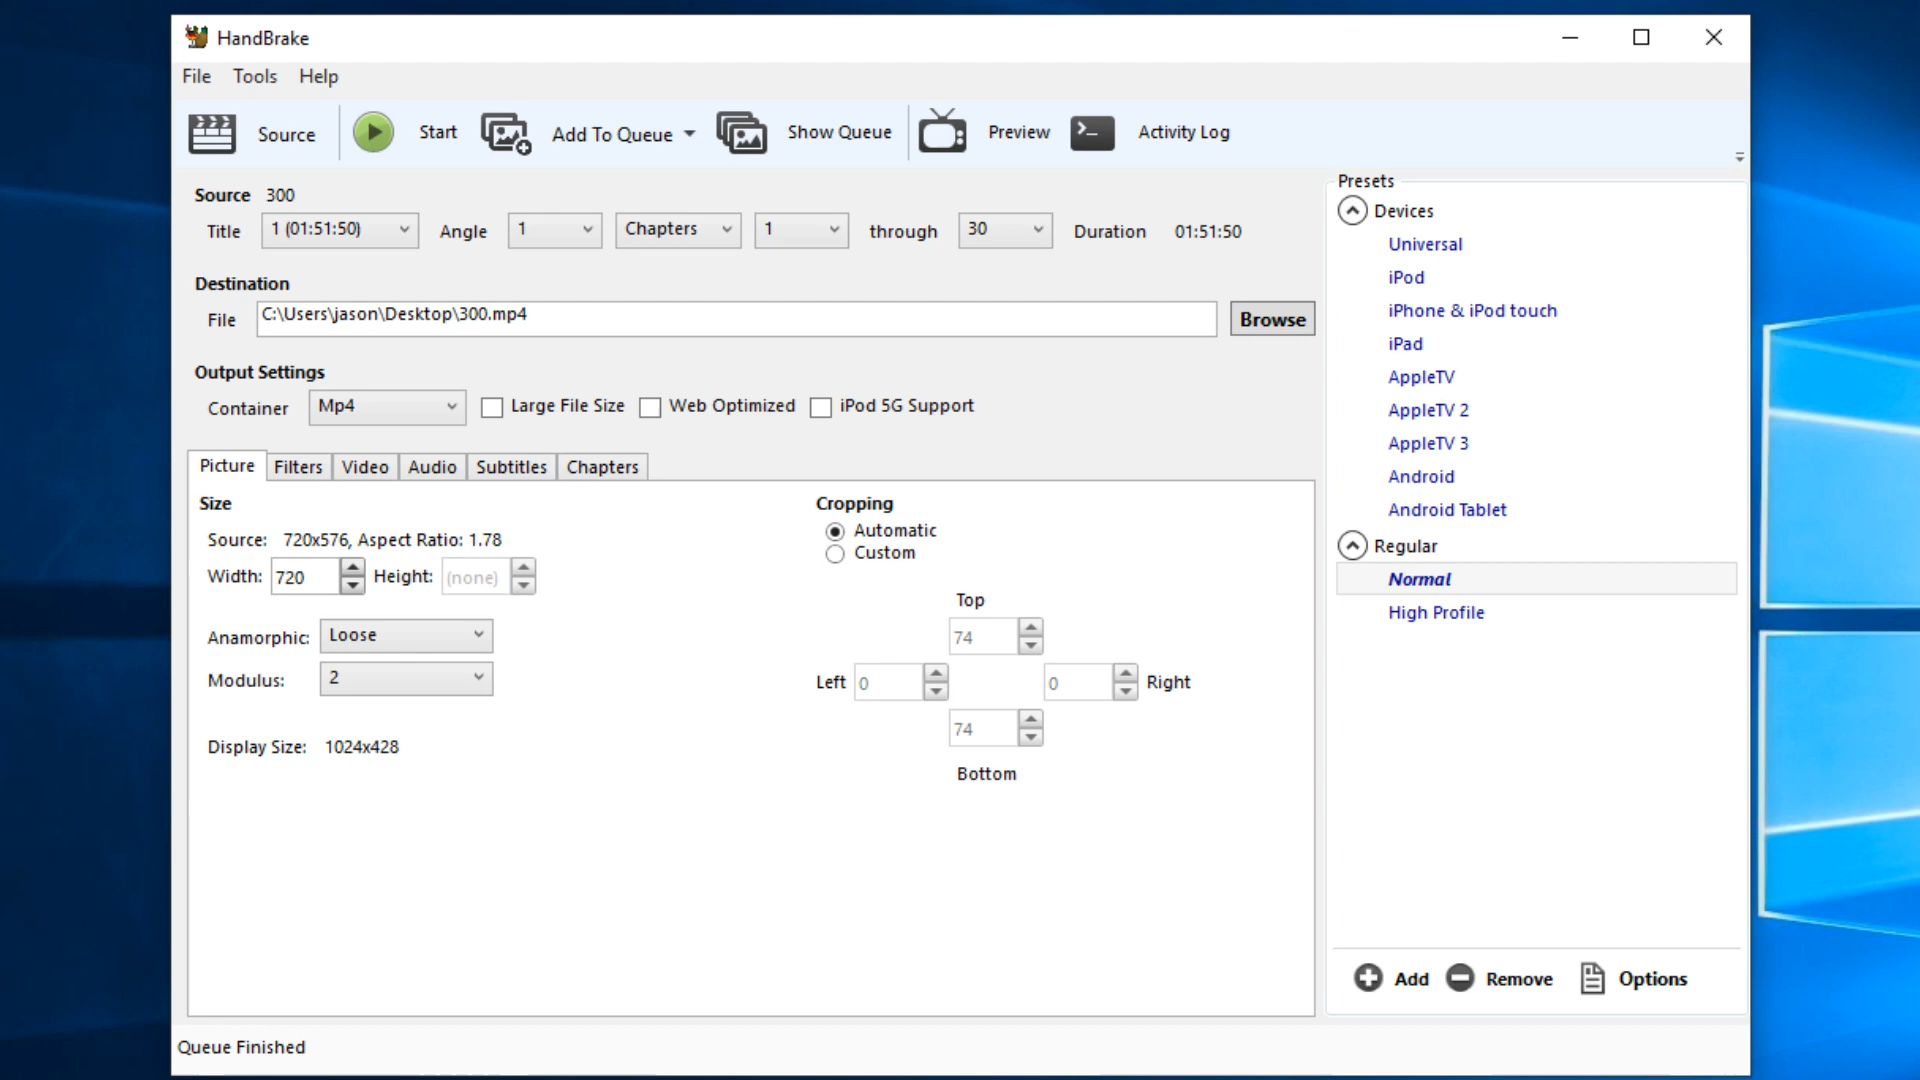 HandBrake
File Tools Help
Source Start Add To Queue Show Queue Preview Activity Log
Source 300
Title 1 (01:51:50) Angle 1 Chapters 1 through 30 Duration 01:51:50
Destination
File C:\Users\jason\Desktop\300.mp4 Browse
Output Settings
Container Mp4 Large File Size Web Optimized iPod 5G Support
Picture Filters Video Audio Subtitles Chapters
Size
Source: 720x576, Aspect Ratio: 1.78
Width: 720 Height: (none)
Anamorphic: Loose
Modulus: 2
Display Size: 1024x428
Cropping
Automatic
Custom
Top
74
Left 0 0 Right
74
Bottom
Presets
Devices
Universal
iPod
iPhone & iPod touch
iPad
AppleTV
AppleTV 2
AppleTV 3
Android
Android Tablet
Regular
Normal
High Profile
Add Remove Options
Queue Finished